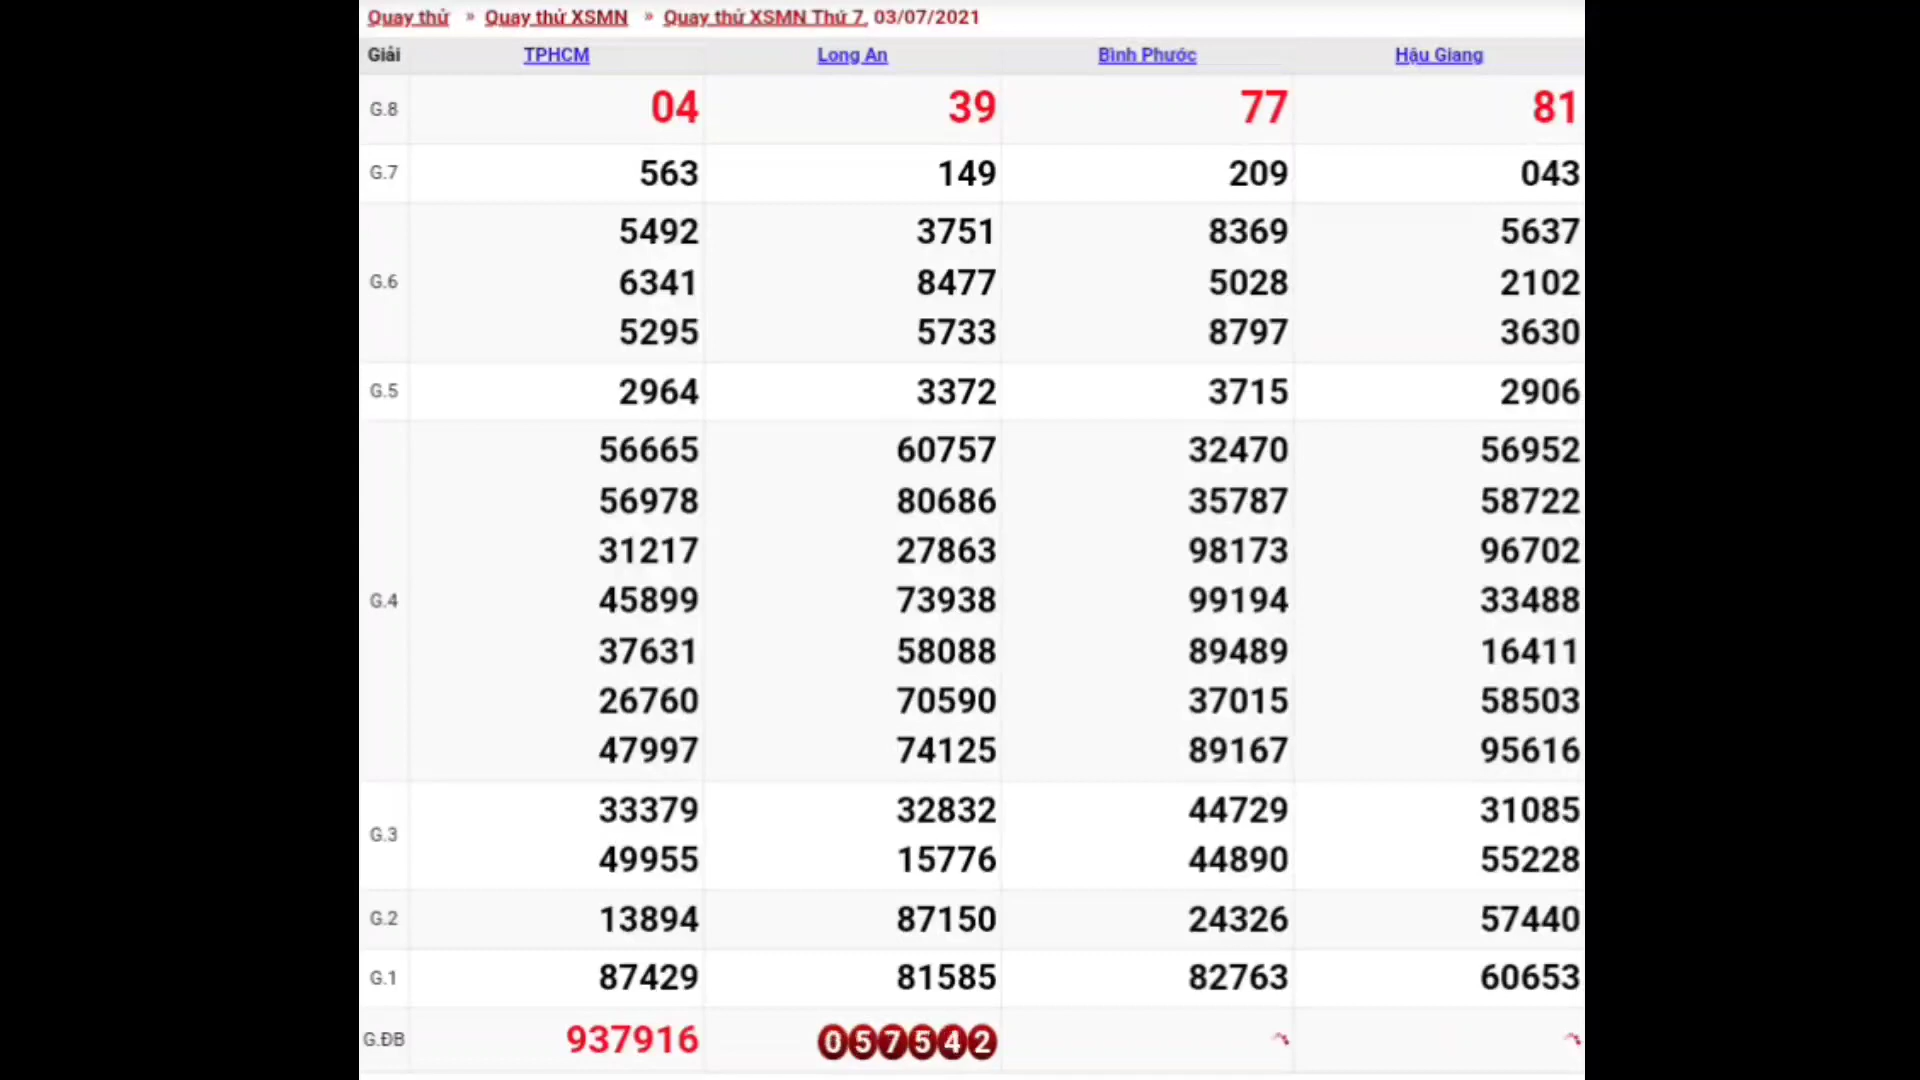 Quay thử » Quay thử XSMN » Quay thử XSMN Thứ 7, 03/07/2021
Giải TPHCM Long An Bình Phước Hậu Giang
G.8 04 39 77 81
G.7 563 149 209 043
5492 3751 8369 5637
G.6 6341 8477 5028 2102
5295 5733 8797 3630
G.5 2964 3372 3715 2906
56665 60757 32470 56952
56978 80686 35787 58722
31217 27863 98173 96702
G.4 45899 73938 99194 33488
37631 58088 89489 16411
26760 70590 37015 58503
47997 74125 89167 95616
33379 32832 44729 31085
G.3
49955 15776 44890 55228
G.2 13894 87150 24326 57440
G.1 87429 81585 82763 60653
G.ĐB 937916 057542